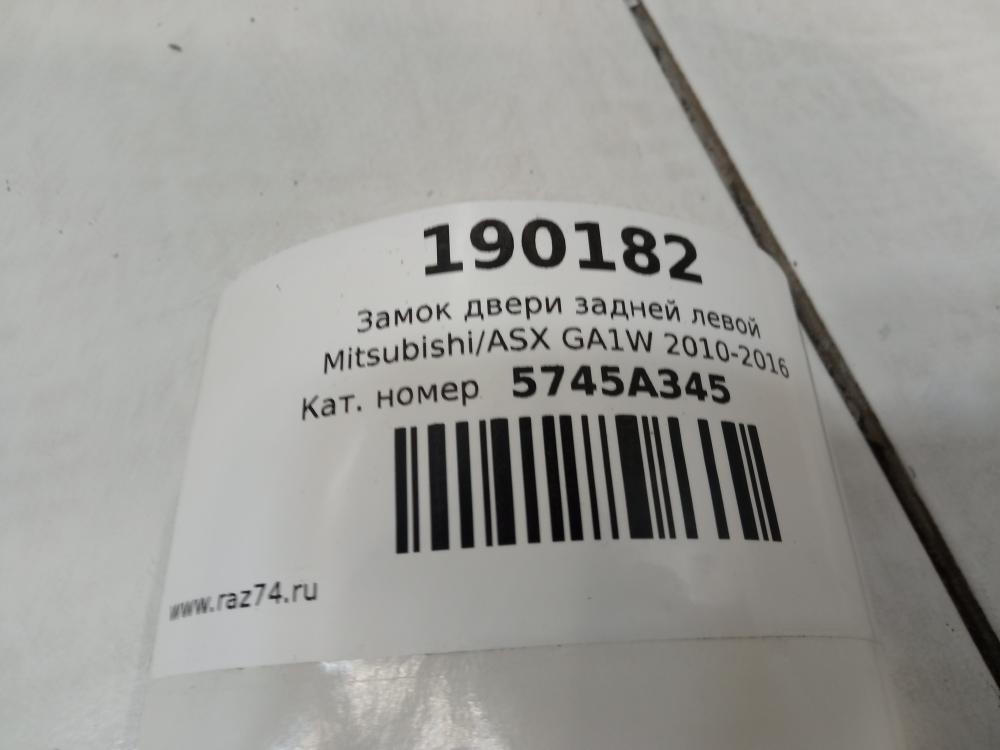 190182
Замок двери задней левой
Mitsubishi/ASX GA1W 2010-2016
Кат. номер 5745A345
www.raz74.ru